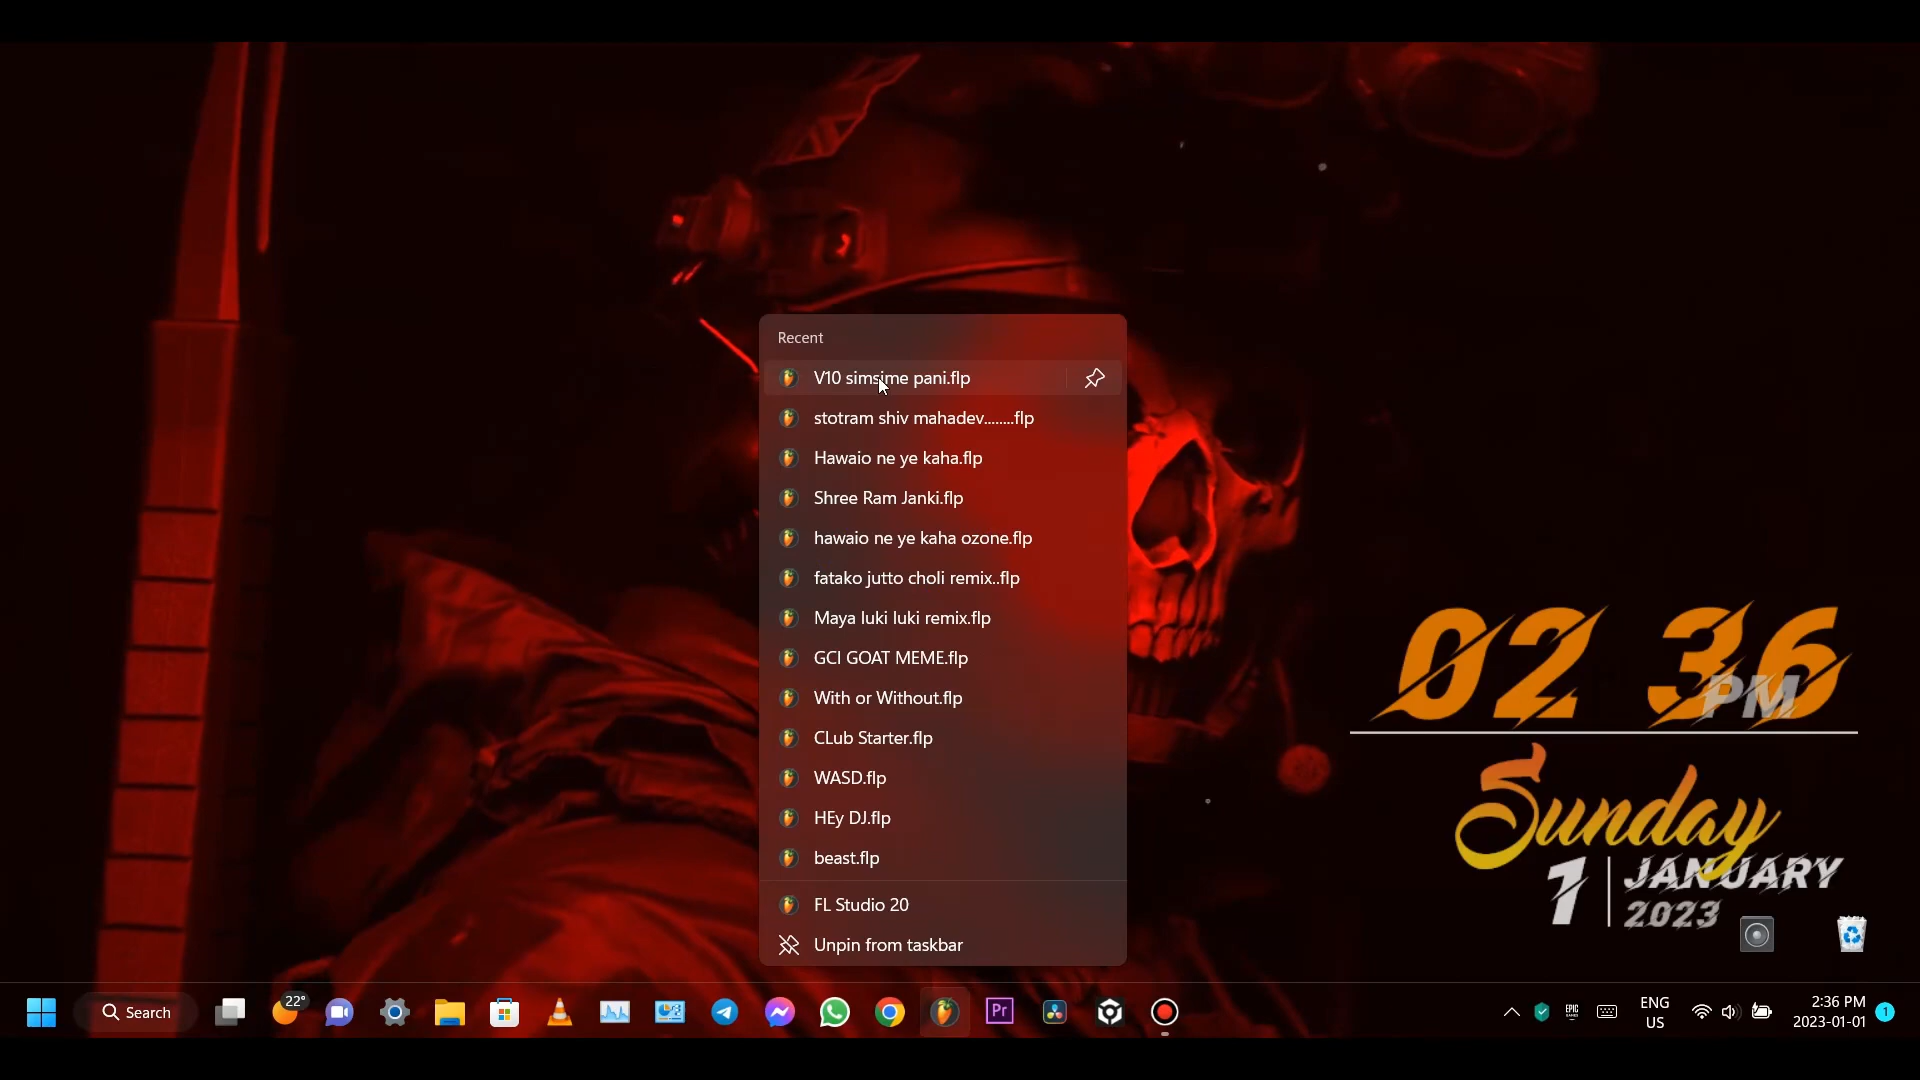 Recent
V10 simsime pani.flp
stotram shiv mahadev........flp
Hawaio ne ye kaha.flp
Shree Ram Janki.flp
hawaio ne ye kaha ozone.flp
fatako jutto choli remix..flp
Maya luki luki remix.flp
GCI GOAT MEME.flp
With or Without.flp
CLub Starter.flp
WASD.flp
HEy DJ.flp
beast.flp
FL Studio 20
Unpin from taskbar
02 36
PM
Sunday
1 JANUARY
2023
Search
22°
Pr
EPIC
GAMES
ENG
US
2:36 PM
2023-01-01
1